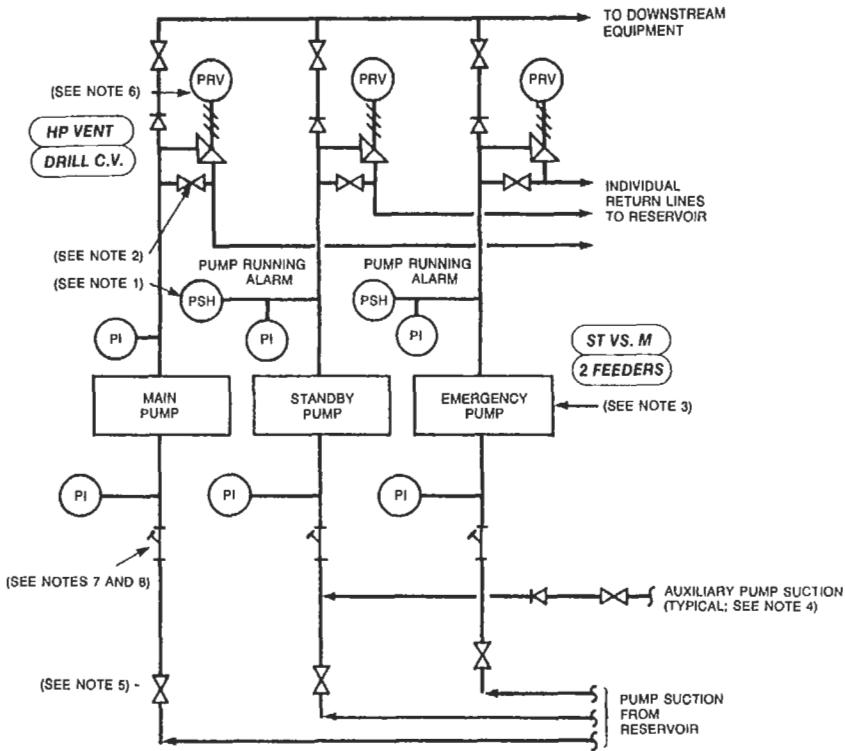 TO DOWNSTREAM
EQUIPMENT
(SEE NOTE 6)
PRV
PRV
PRV
HP VENT
DRILL C.V.
INDIVIDUAL
RETURN LINES
TO RESERVOIR
(SEE NOTE 2)
(SEE NOTE 1)
PUMP RUNNING
ALARM
PUMP RUNNING
ALARM
PSH
PSH
PI
PI
PI
ST VS. M
2 FEEDERS
MAIN
PUMP
STANDBY
PUMP
EMERGENCY
PUMP
(SEE NOTE 3)
PI
PI
PI
(SEE NOTES 7 AND 8)
AUXILIARY PUMP SUCTION
(TYPICAL; SEE NOTE 4)
(SEE NOTE 5)
PUMP SUCTION
FROM
RESERVOIR